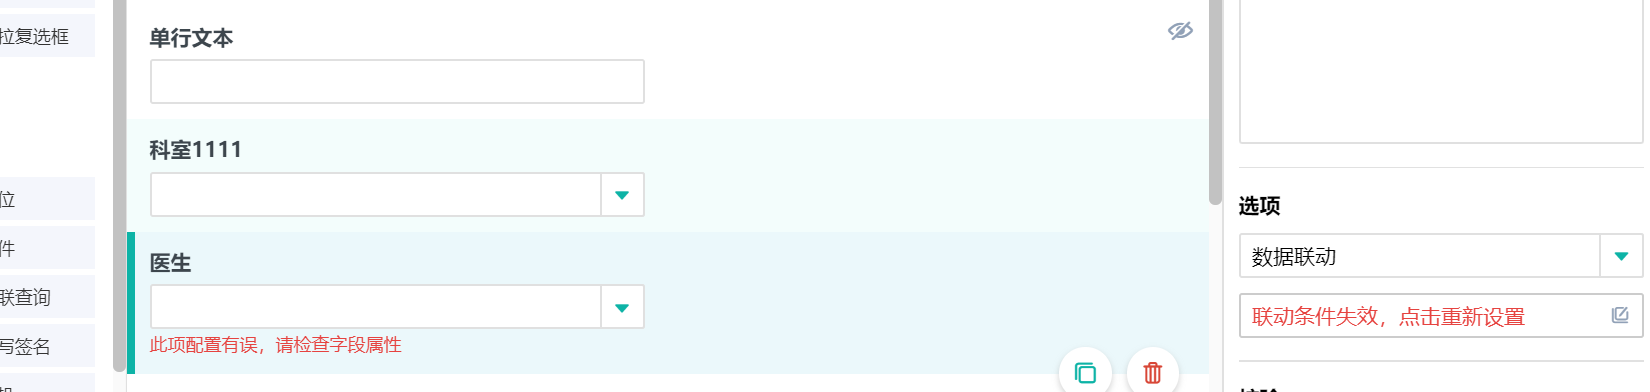 拉复选框
位
件
联查询
写签名
单行文本
科室1111
医生
此项配置有误，请检查字段属性
选项
数据联动
联动条件失效，点击重新设置